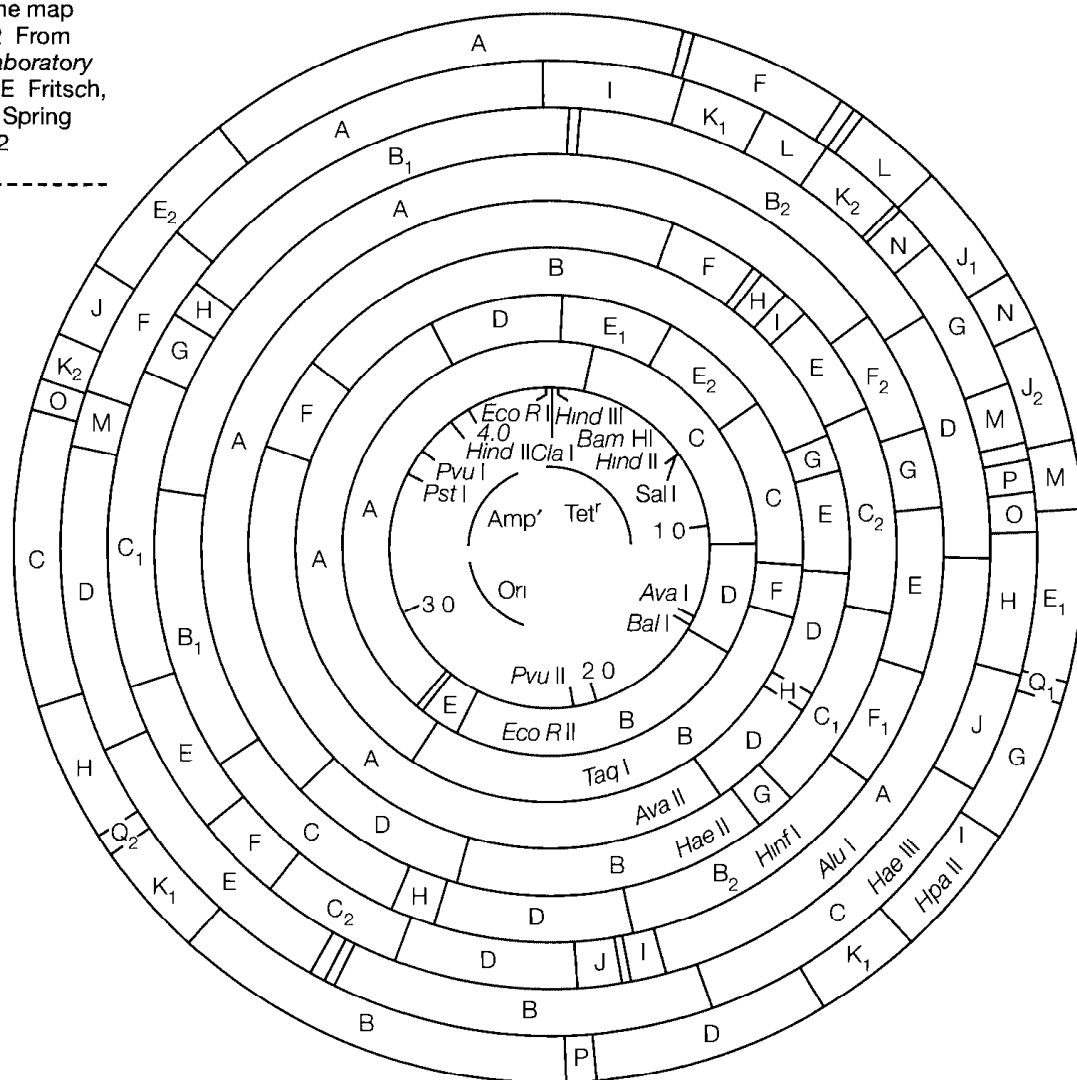 ne map
From
aboratory
E Fritsch,
Spring
2
A
F
L
J₁
N
J₂
M
E₁
Q₁
G
I
Hpa II
K₁
D
P
B
K₁
Q₂
H
C
O
K₂
J
E₂
A
I
K₁
L
K₂
N
G
M
P
O
H
J
Hae III
C
B
E
D
M
F
B₁
B₂
D
A
Alu I
I
J
D
C₂
F
E
C₁
G
H
A
F₂
G
E
F₁
Hinf I
B₂
D
H
C
B₁
B
F
H
I
E
C₂
C₁
G
Hae II
B
D
A
G
E
D
H
D
Ava II
A
F
D
E₁
E₂
C
F
B
Taq I
A
C
D
B
Eco R II
E
A
Eco R I
Hind III
4.0
Bam HI
Hind II
Cla I
Hind II
Pvu I
Pst I
Sal I
Amp′
Tetʳ
1 0
Ori
3 0
Ava I
Bal I
Pvu II
2 0